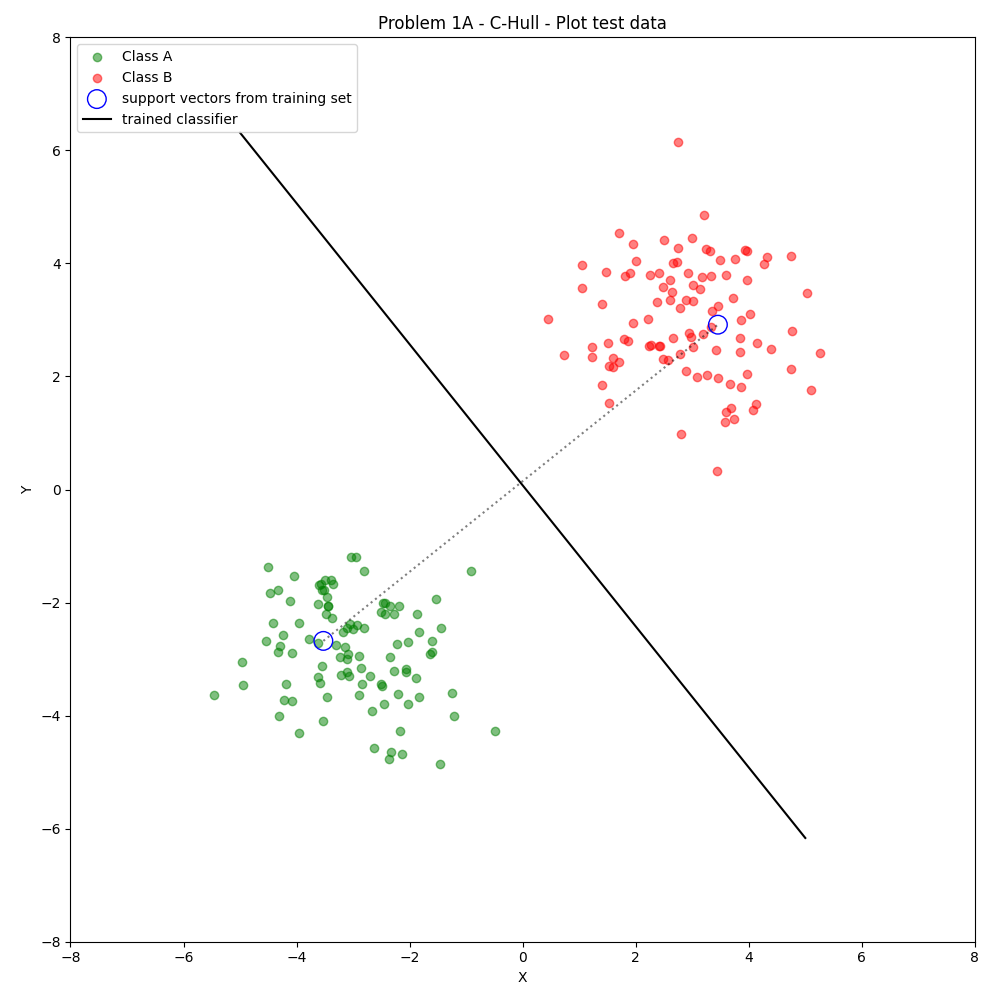 Problem 1A - C-Hull - Plot test data
Class A
Class B
support vectors from training set
trained classifier
8
6
4
2
0
−2
−4
−6
−8
Y
−8
−6
−4
−2
0
2
4
6
8
X